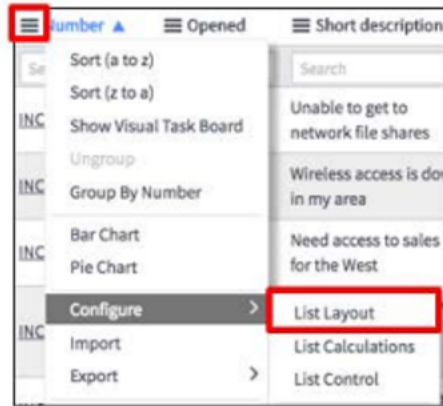 Number ▲ Opened Short description
Se Search
Sort (a to z)
Sort (z to a)
Show Visual Task Board
Ungroup
Group By Number
Bar Chart
Pie Chart
Configure >
Import
Export >
INC
INC
INC
INC
Unable to get to
network file shares
Wireless access is do
in my area
Need access to sales
for the West
List Layout
List Calculations
List Control